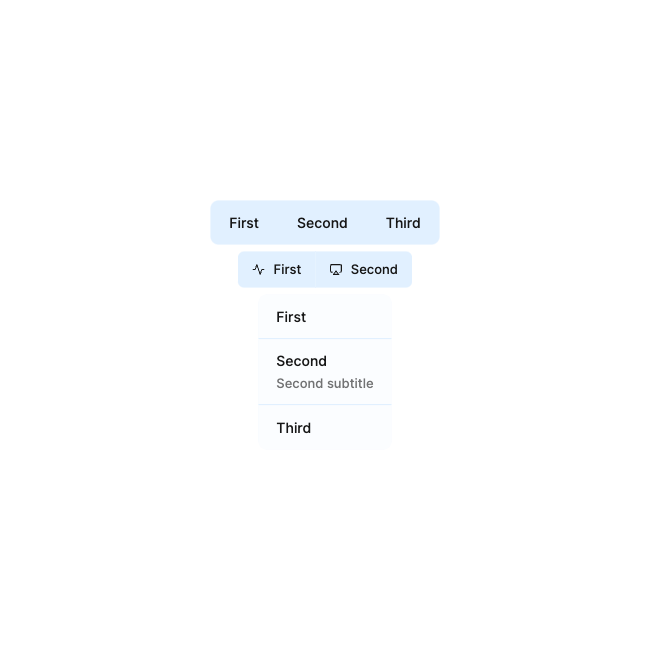 First Second Third
First Second
First
Second
Second subtitle
Third